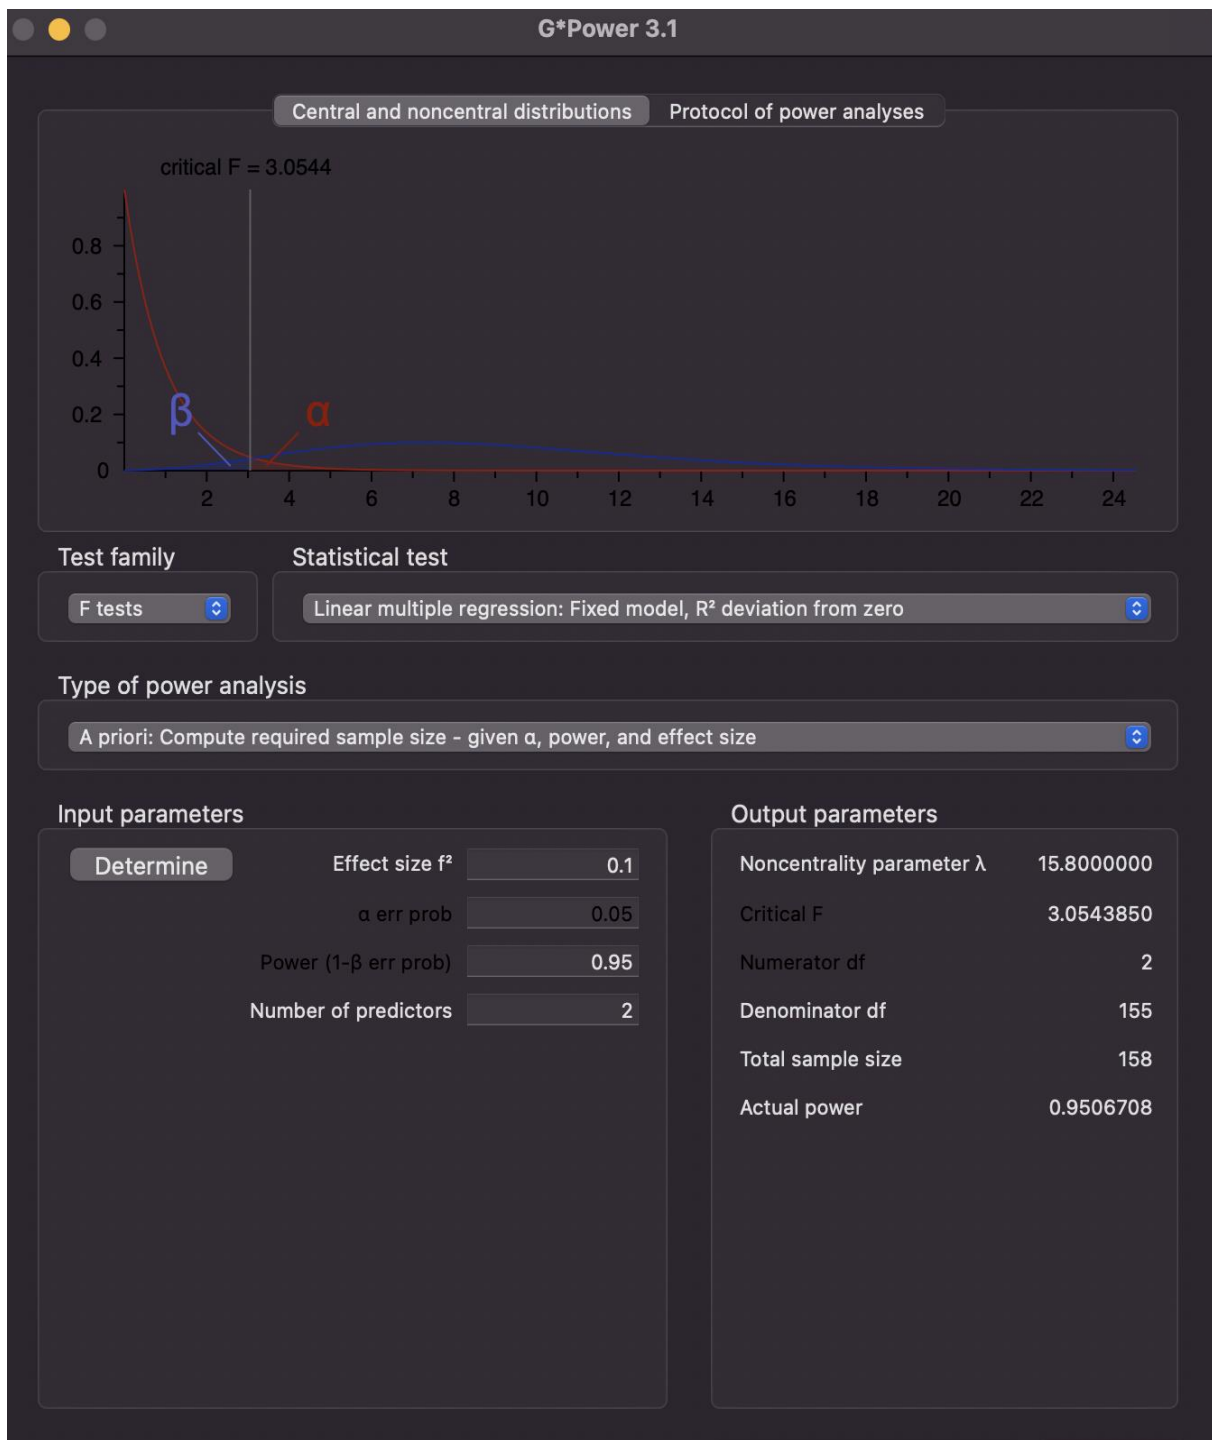 G*Power 3.1
Central and noncentral distributions Protocol of power analyses
critical F = 3.0544
0.8
0.6
0.4
0.2
0
β α
2 4 6 8 10 12 14 16 18 20 22 24
Test family Statistical test
F tests Linear multiple regression: Fixed model, R² deviation from zero
Type of power analysis
A priori: Compute required sample size - given α, power, and effect size
Input parameters Output parameters
Determine Effect size f² 0.1 Noncentrality parameter λ 15.8000000
α err prob 0.05 Critical F 3.0543850
Power (1-β err prob) 0.95 Numerator df 2
Number of predictors 2 Denominator df 155
Total sample size 158
Actual power 0.9506708